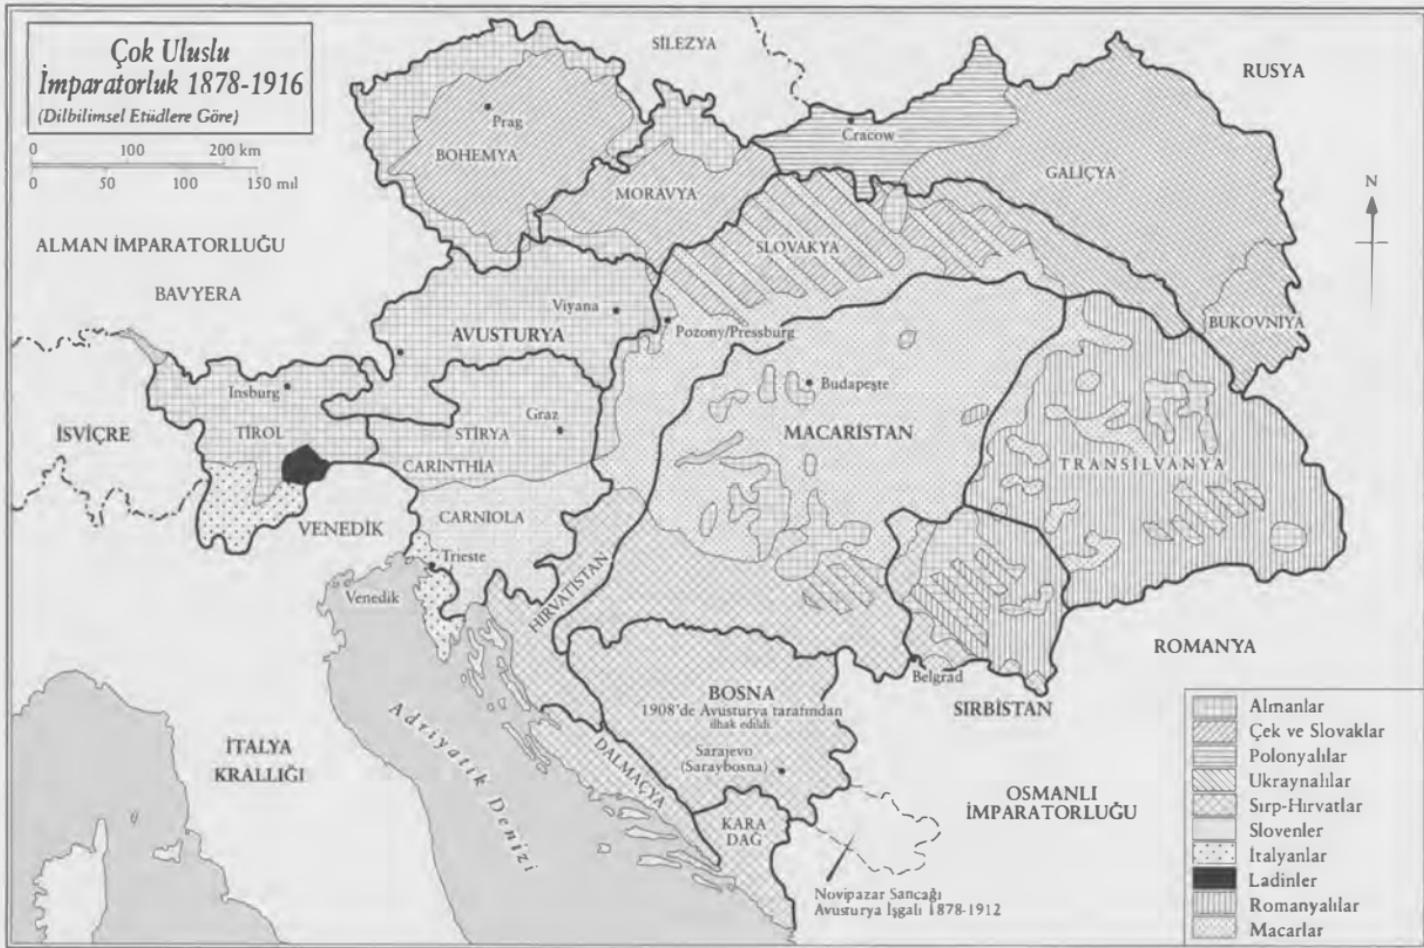 Çok Uluslu
İmparatorluk 1878-1916
(Dilbilimsel Etüdlere Göre)
0 100 200 km
0 50 100 150 mıl
SİLEZYA
RUSYA
Prag
BOHEMYA
Cracow
GALİÇYA
MORAVYA
N
ALMAN İMPARATORLUĞU
SLOVAKYA
BAVYERA
Viyana
AVUSTURYA
Pozony/Pressburg
BUKOVNİYA
Insburg
Budapeşte
Graz
İSVİÇRE
TİROL
STİRYA
MACARİSTAN
CARİNTHİA
TRANSİLVANYA
VENEDİK
CARNIOLA
Trieste
Venedik
HIRVATİSTAN
ROMANYA
Belgrad
SIRBİSTAN
BOSNA
1908'de Avusturya tarafından
ilhak edildi.
Sarajevo
(Saraybosna)
DALMAÇYA
Adriyatik Denizi
İTALYA
KRALLIĞI
OSMANLI
İMPARATORLUĞU
KARA
DAĞ
Novipazar Sancağı
Avusturya İşgalı 1878-1912
Almanlar
Çek ve Slovaklar
Polonyalılar
Ukraynalılar
Sırp-Hırvatlar
Slovenler
İtalyanlar
Ladinler
Romanyalılar
Macarlar